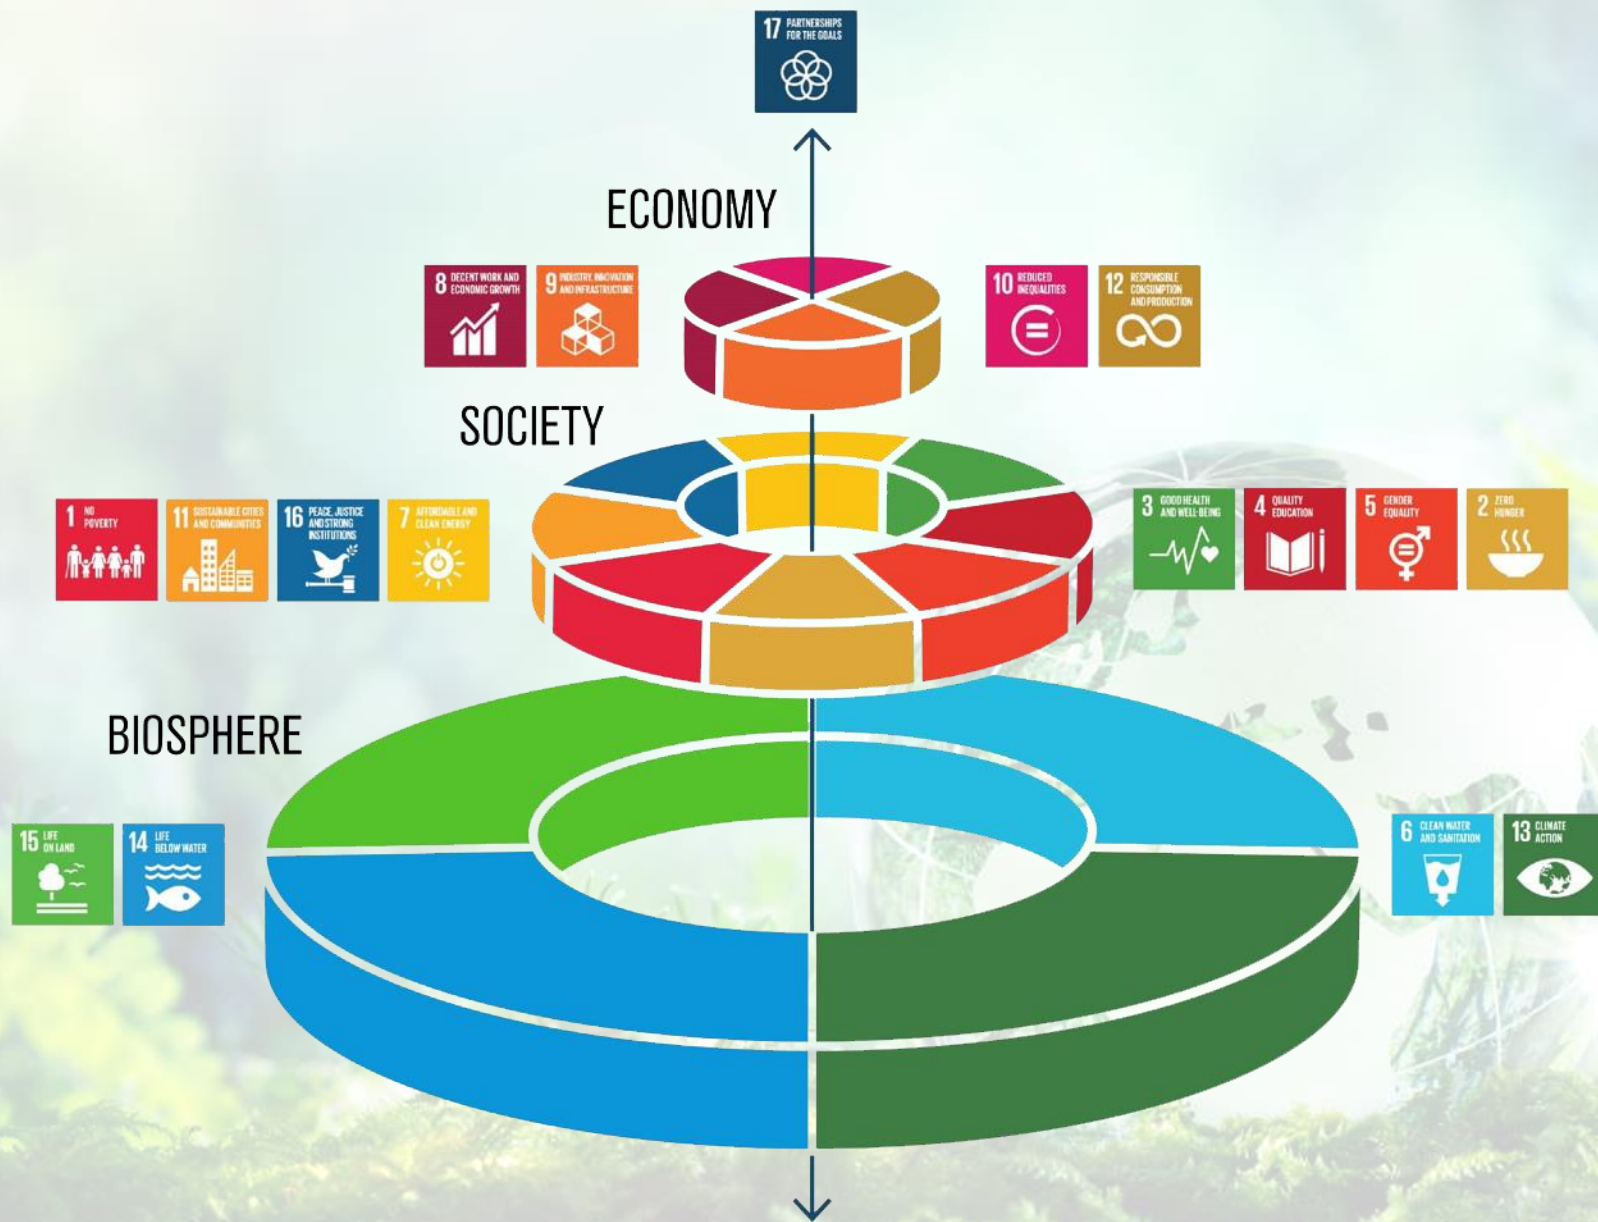 17 PARTNERSHIPS
FOR THE GOALS
ECONOMY
8 DECENT WORK AND
ECONOMIC GROWTH
9 INDUSTRY, INNOVATION
AND INFRASTRUCTURE
10 REDUCED
INEQUALITIES
12 RESPONSIBLE
CONSUMPTION
AND PRODUCTION
SOCIETY
1 NO
POVERTY
11 SUSTAINABLE CITIES
AND COMMUNITIES
16 PEACE, JUSTICE
AND STRONG
INSTITUTIONS
7 AFFORDABLE AND
CLEAN ENERGY
3 GOOD HEALTH
AND WELL-BEING
4 QUALITY
EDUCATION
5 GENDER
EQUALITY
2 ZERO
HUNGER
BIOSPHERE
15 LIFE
ON LAND
14 LIFE
BELOW WATER
6 CLEAN WATER
AND SANITATION
13 CLIMATE
ACTION